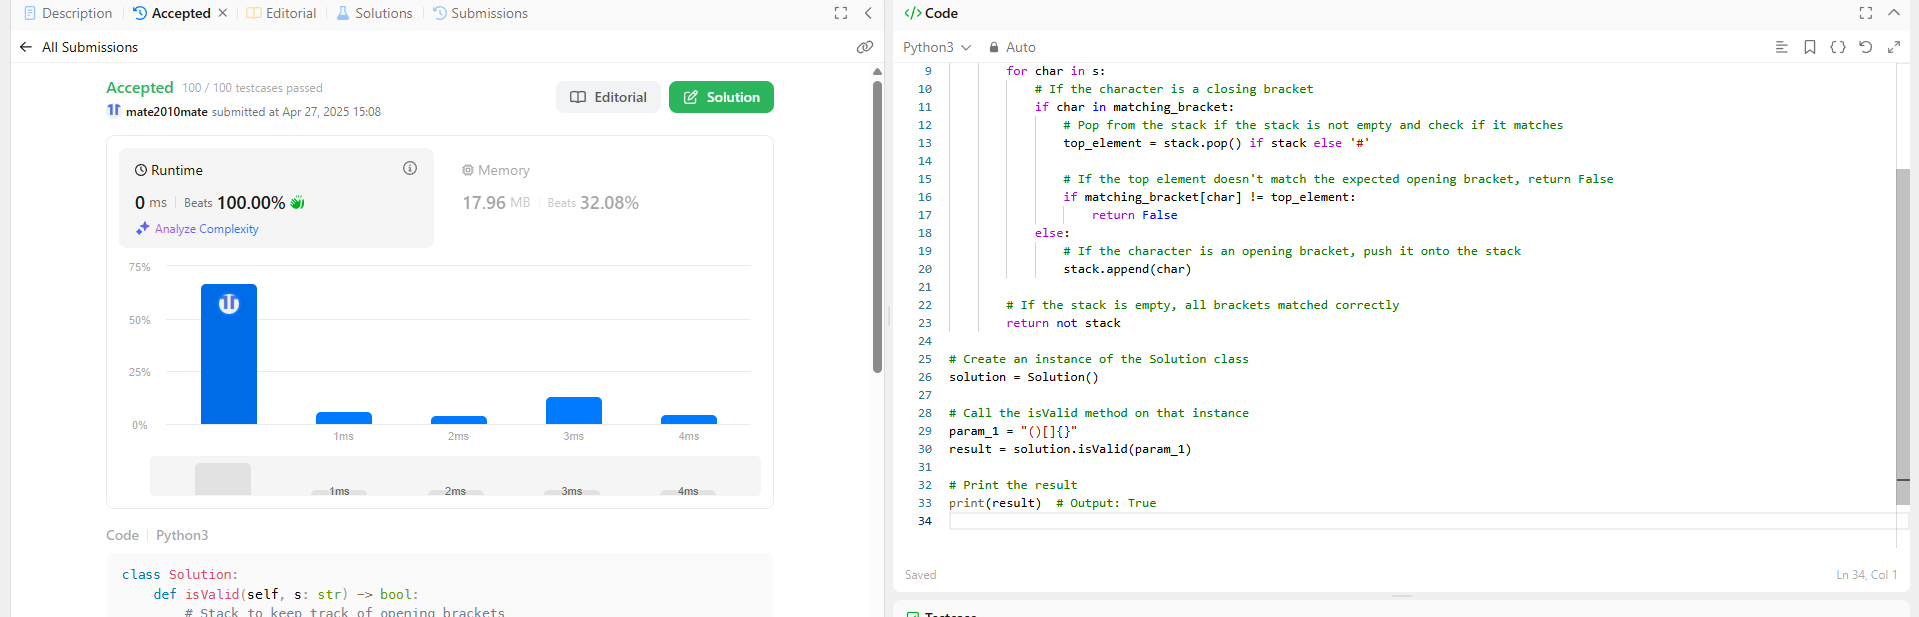 Description
Accepted
Editorial
Solutions
Submissions
All Submissions
Accepted 100 / 100 testcases passed
mate2010mate submitted at Apr 27, 2025 15:08
Editorial
Solution
Runtime
0 ms Beats 100.00%
Analyze Complexity
Memory
17.96 MB Beats 32.08%
75%
50%
25%
0%
1ms 2ms 3ms 4ms
1ms 2ms 3ms 4ms
Code Python3
class Solution:
def isValid(self, s: str) -> bool:
# Stack to keep track of opening brackets
</> Code
Python3 Auto
9 for char in s:
10 # If the character is a closing bracket
11 if char in matching_bracket:
12 # Pop from the stack if the stack is not empty and check if it matches
13 top_element = stack.pop() if stack else '#'
14
15 # If the top element doesn't match the expected opening bracket, return False
16 if matching_bracket[char] != top_element:
17 return False
18 else:
19 # If the character is an opening bracket, push it onto the stack
20 stack.append(char)
21
22 # If the stack is empty, all brackets matched correctly
23 return not stack
24
25 # Create an instance of the Solution class
26 solution = Solution()
27
28 # Call the isValid method on that instance
29 param_1 = "()[]{}"
30 result = solution.isValid(param_1)
31
32 # Print the result
33 print(result) # Output: True
34
Saved
Ln 34, Col 1
Testcase